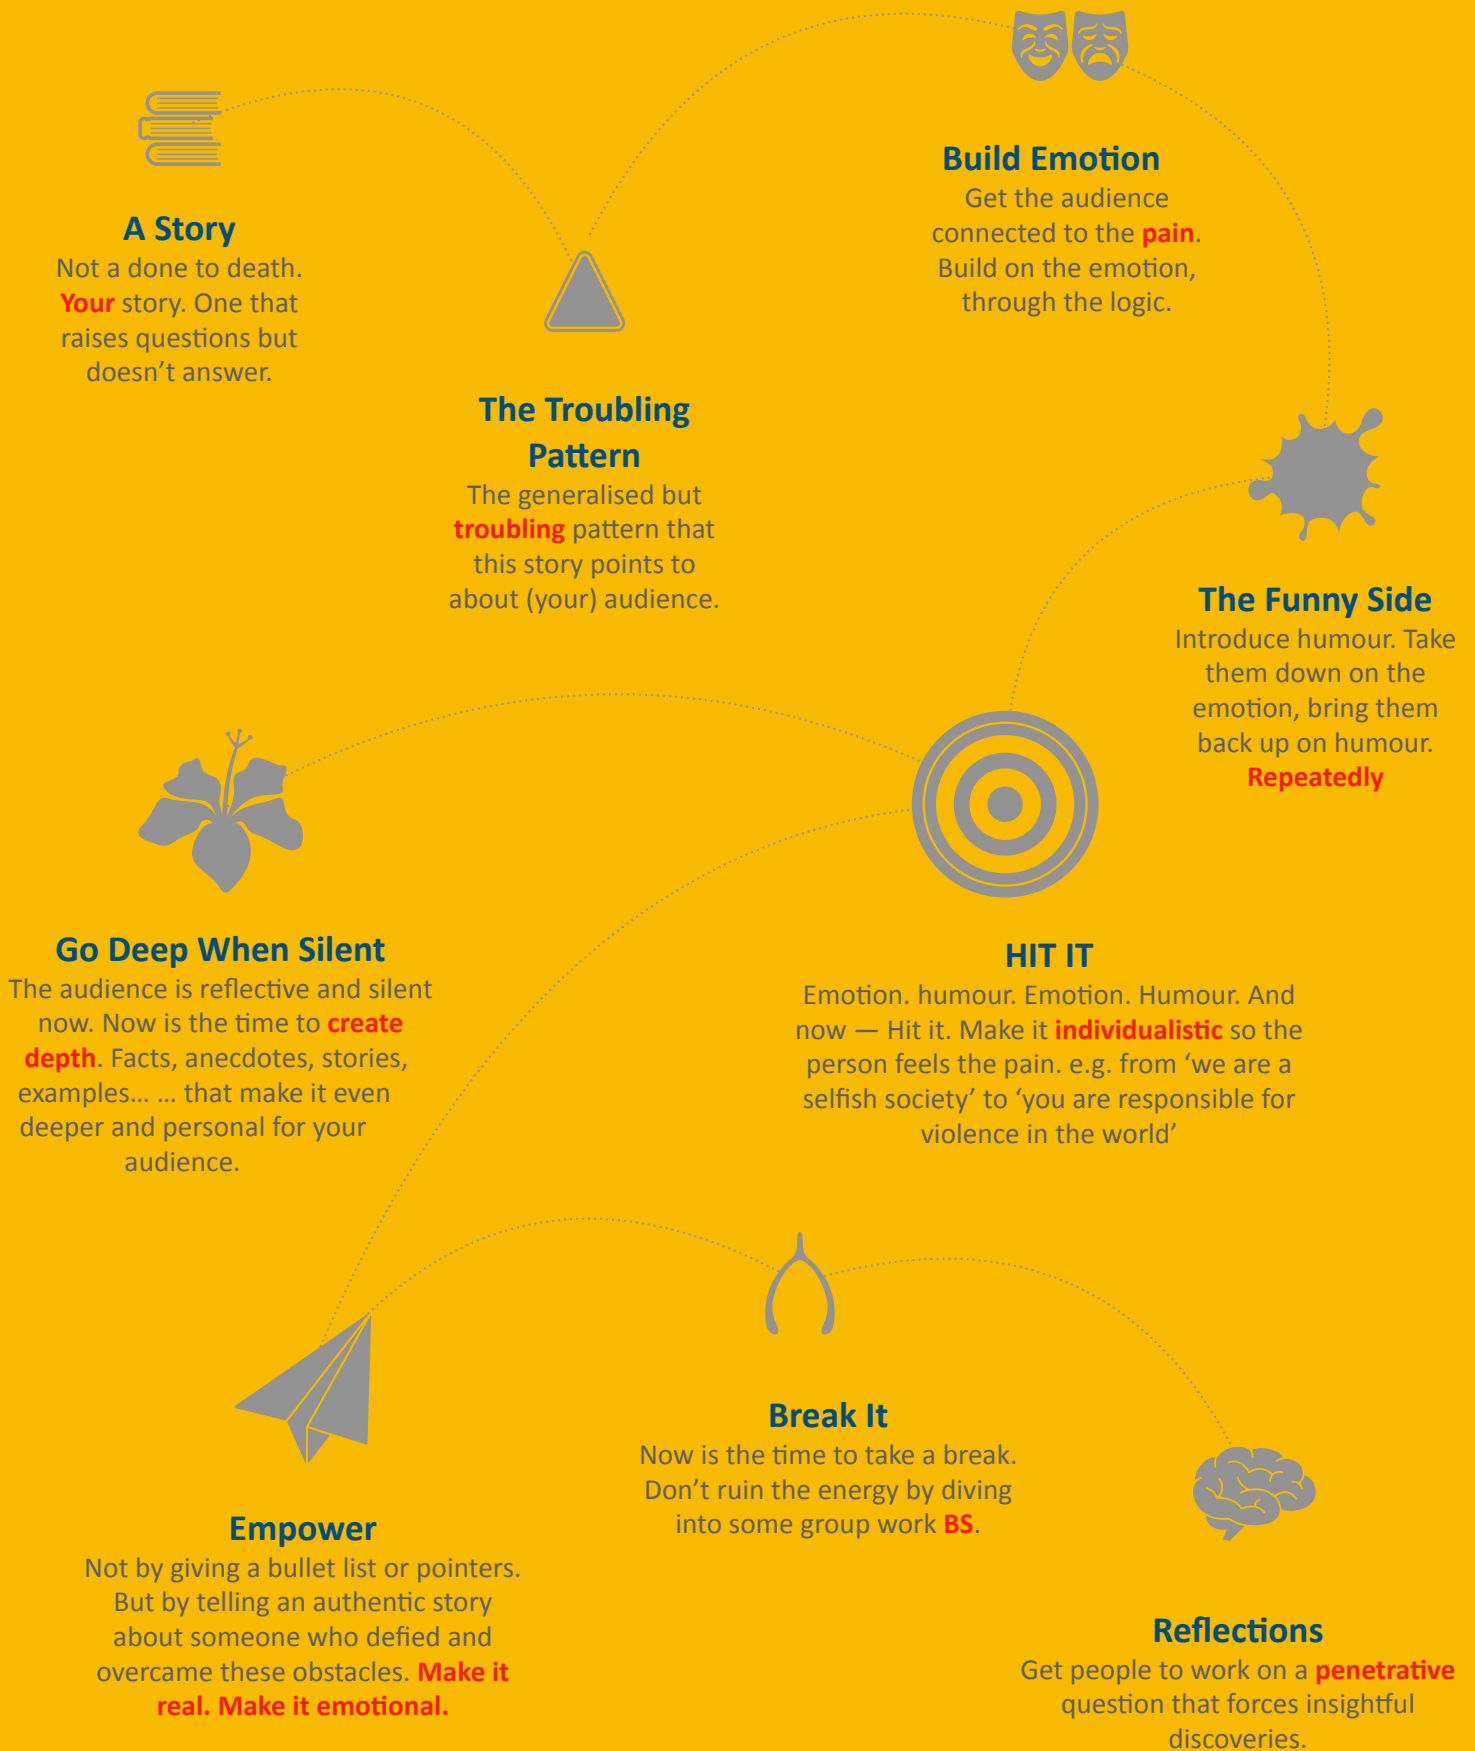 A Story
Not a done to death.
Your story. One that
raises questions but
doesn’t answer.
The Troubling
Pattern
The generalised but
troubling pattern that
this story points to
about (your) audience.
Build Emotion
Get the audience
connected to the pain.
Build on the emotion,
through the logic.
The Funny Side
Introduce humour. Take
them down on the
emotion, bring them
back up on humour.
Repeatedly
HIT IT
Emotion. humour. Emotion. Humour. And
now — Hit it. Make it individualistic so the
person feels the pain. e.g. from ‘we are a
selfish society’ to ‘you are responsible for
violence in the world’
Go Deep When Silent
The audience is reflective and silent
now. Now is the time to create
depth. Facts, anecdotes, stories,
examples... ... that make it even
deeper and personal for your
audience.
Empower
Not by giving a bullet list or pointers.
But by telling an authentic story
about someone who defied and
overcame these obstacles. Make it
real. Make it emotional.
Break It
Now is the time to take a break.
Don’t ruin the energy by diving
into some group work BS.
Reflections
Get people to work on a penetrative
question that forces insightful
discoveries.